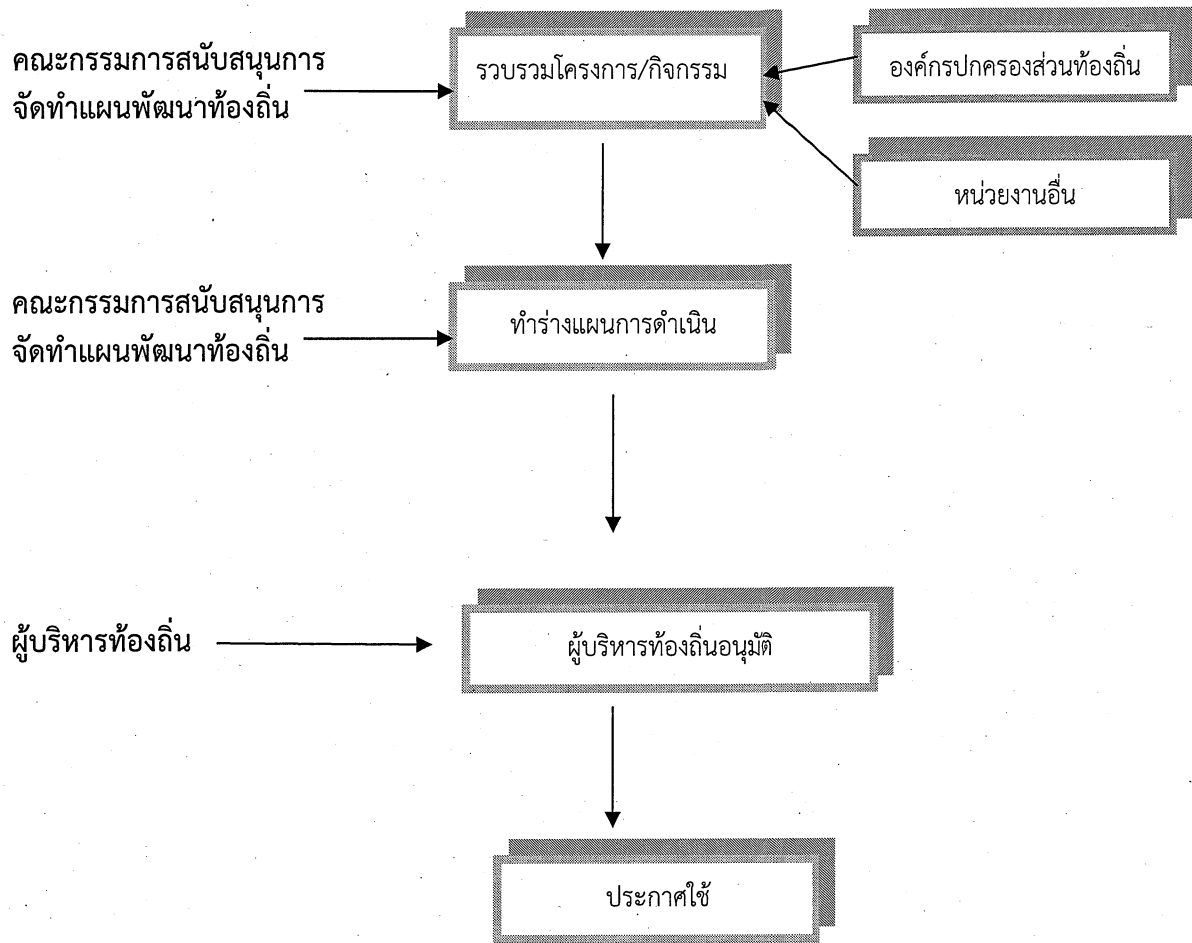 คณะกรรมการสนับสนุนการ
จัดทำแผนพัฒนาท้องถิ่น
รวบรวมโครงการ/กิจกรรม
องค์กรปกครองส่วนท้องถิ่น
หน่วยงานอื่น
คณะกรรมการสนับสนุนการ
จัดทำแผนพัฒนาท้องถิ่น
ทำร่างแผนการดำเนิน
ผู้บริหารท้องถิ่น
ผู้บริหารท้องถิ่นอนุมัติ
ประกาศใช้